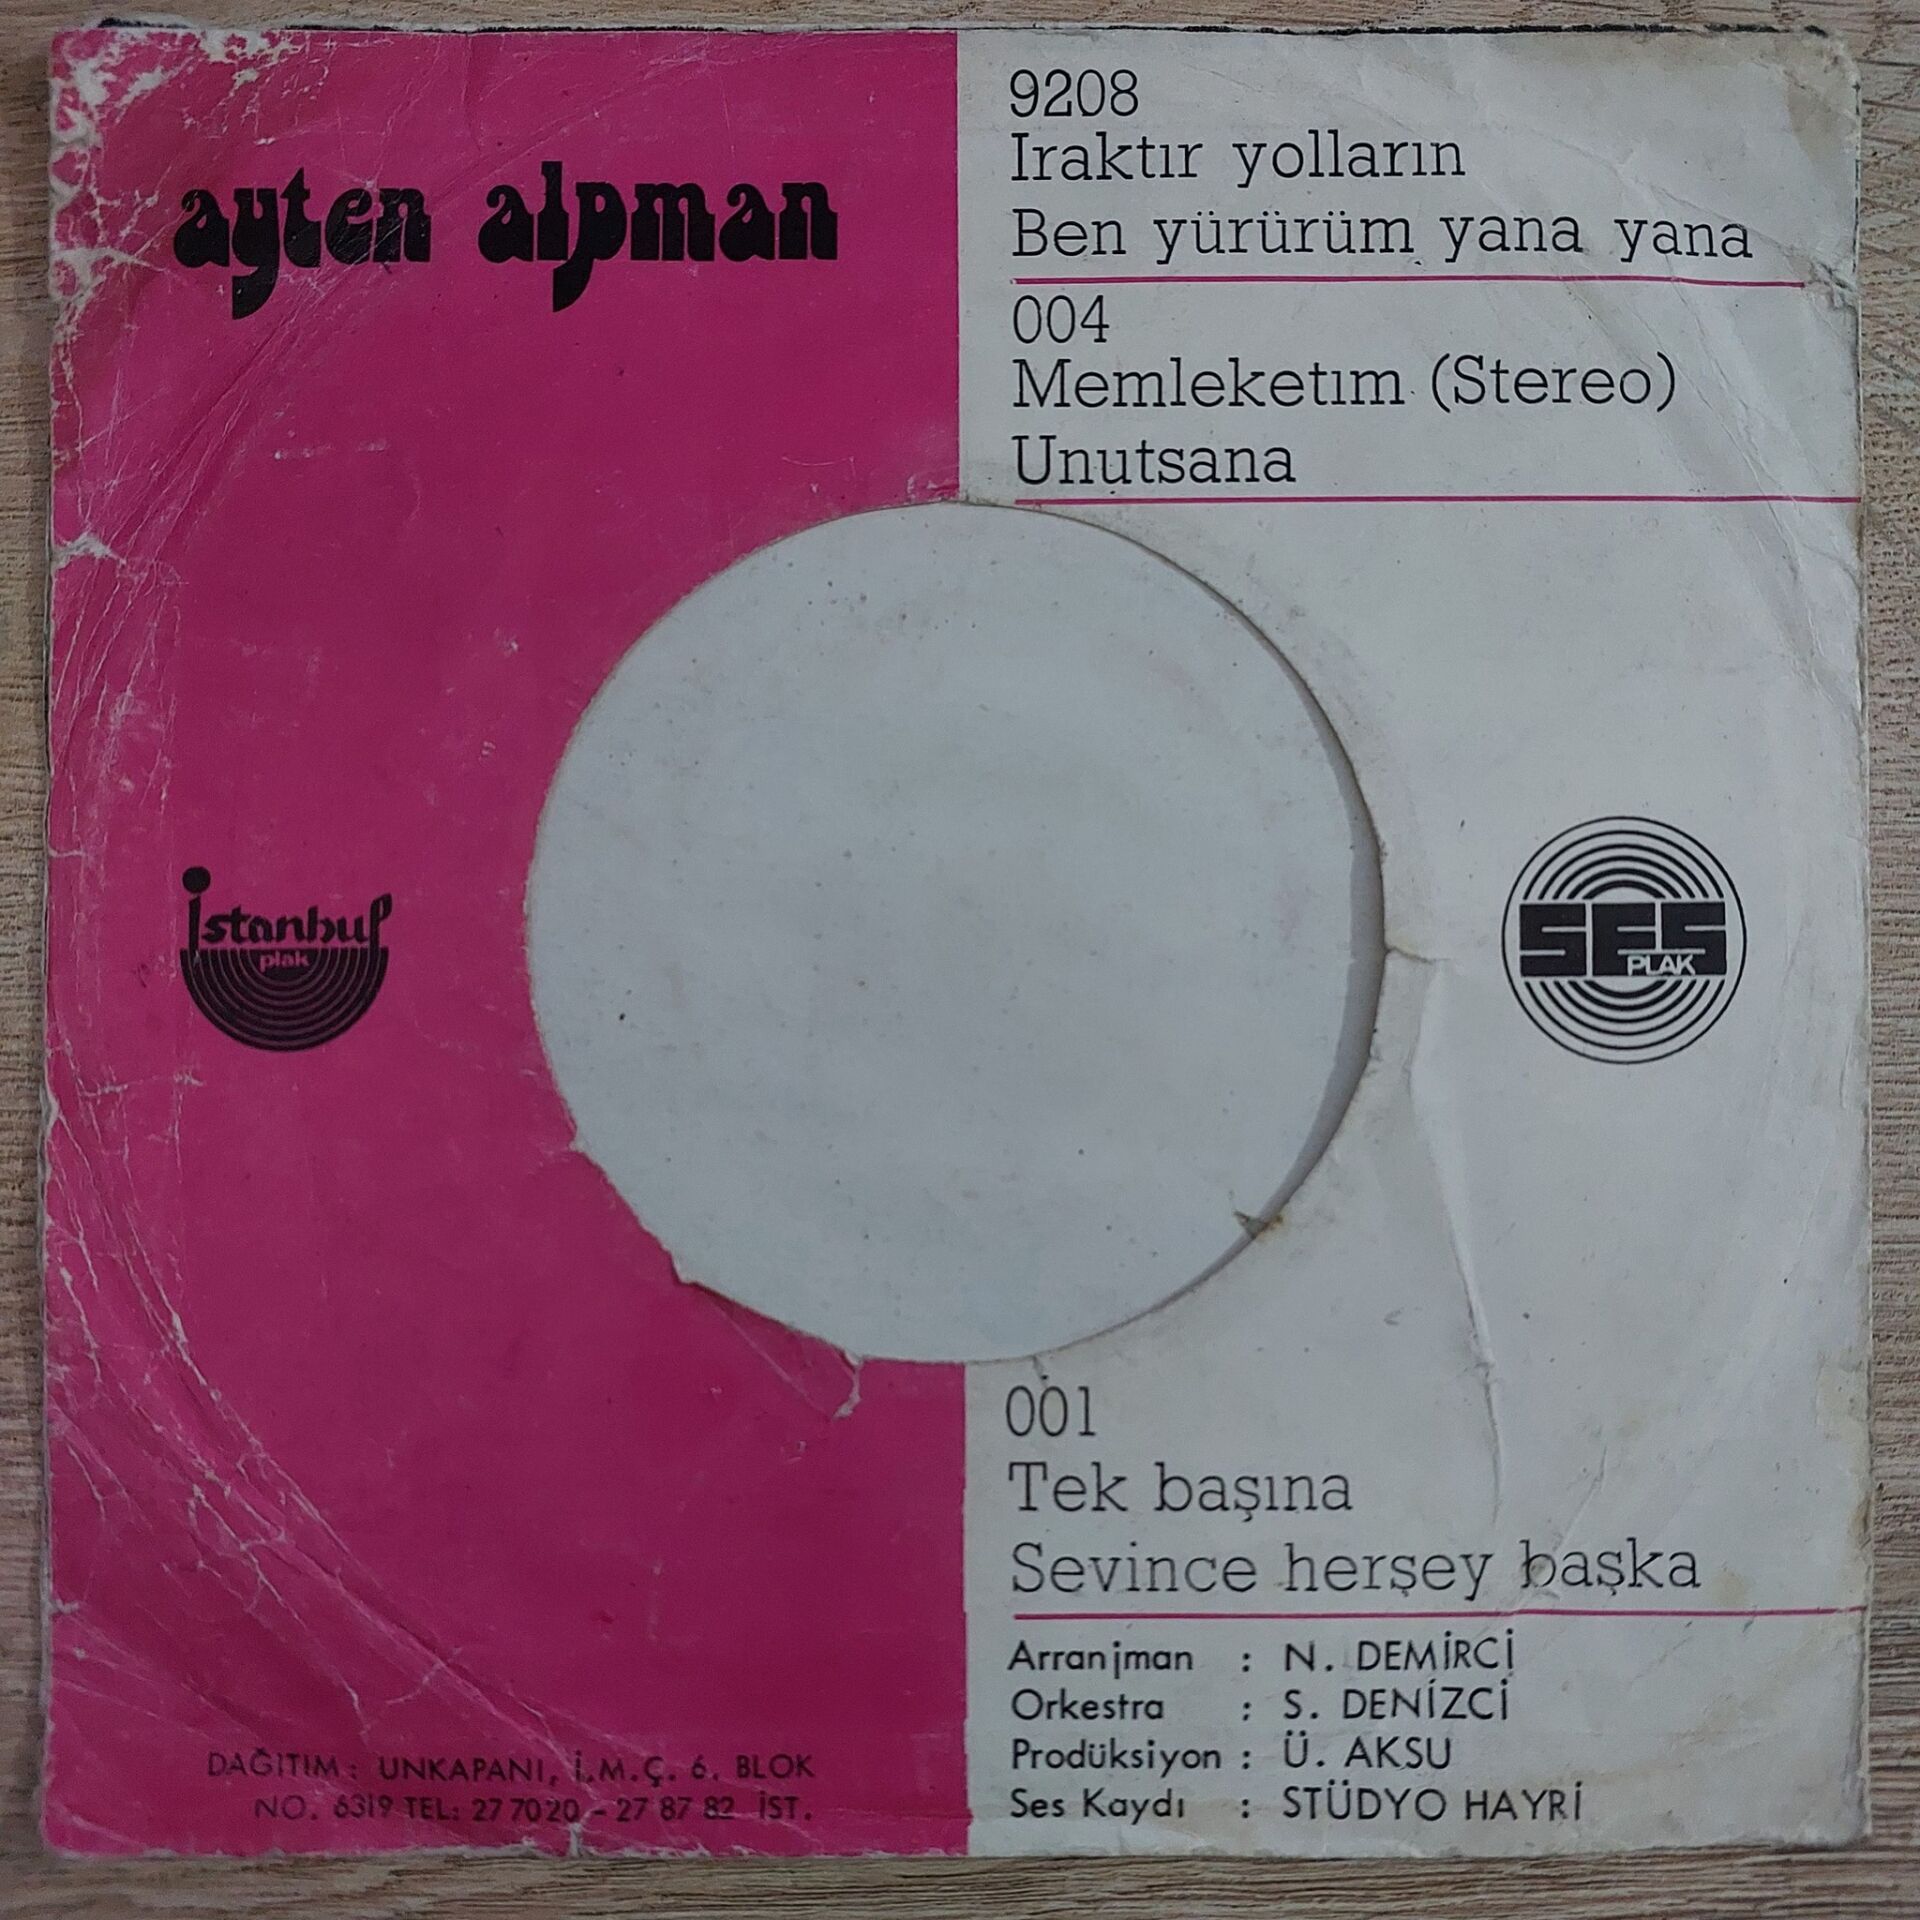 ayten alpman
9208
Iraktır yolların
Ben yürürüm yana yana
004
Memleketım (Stereo)
Unutsana
istanbul
plak
SES
PLAK
001
Tek başına
Sevince herşey başka
Arranjman : N. DEMİRCİ
Orkestra : S. DENİZCİ
Prodüksiyon : Ü. AKSU
Ses Kaydı : STÜDYO HAYRİ
DAĞITIM: UNKAPANI, İ.M.Ç. 6. BLOK
NO. 6319 TEL: 27 70 20 - 27 87 82 İST.